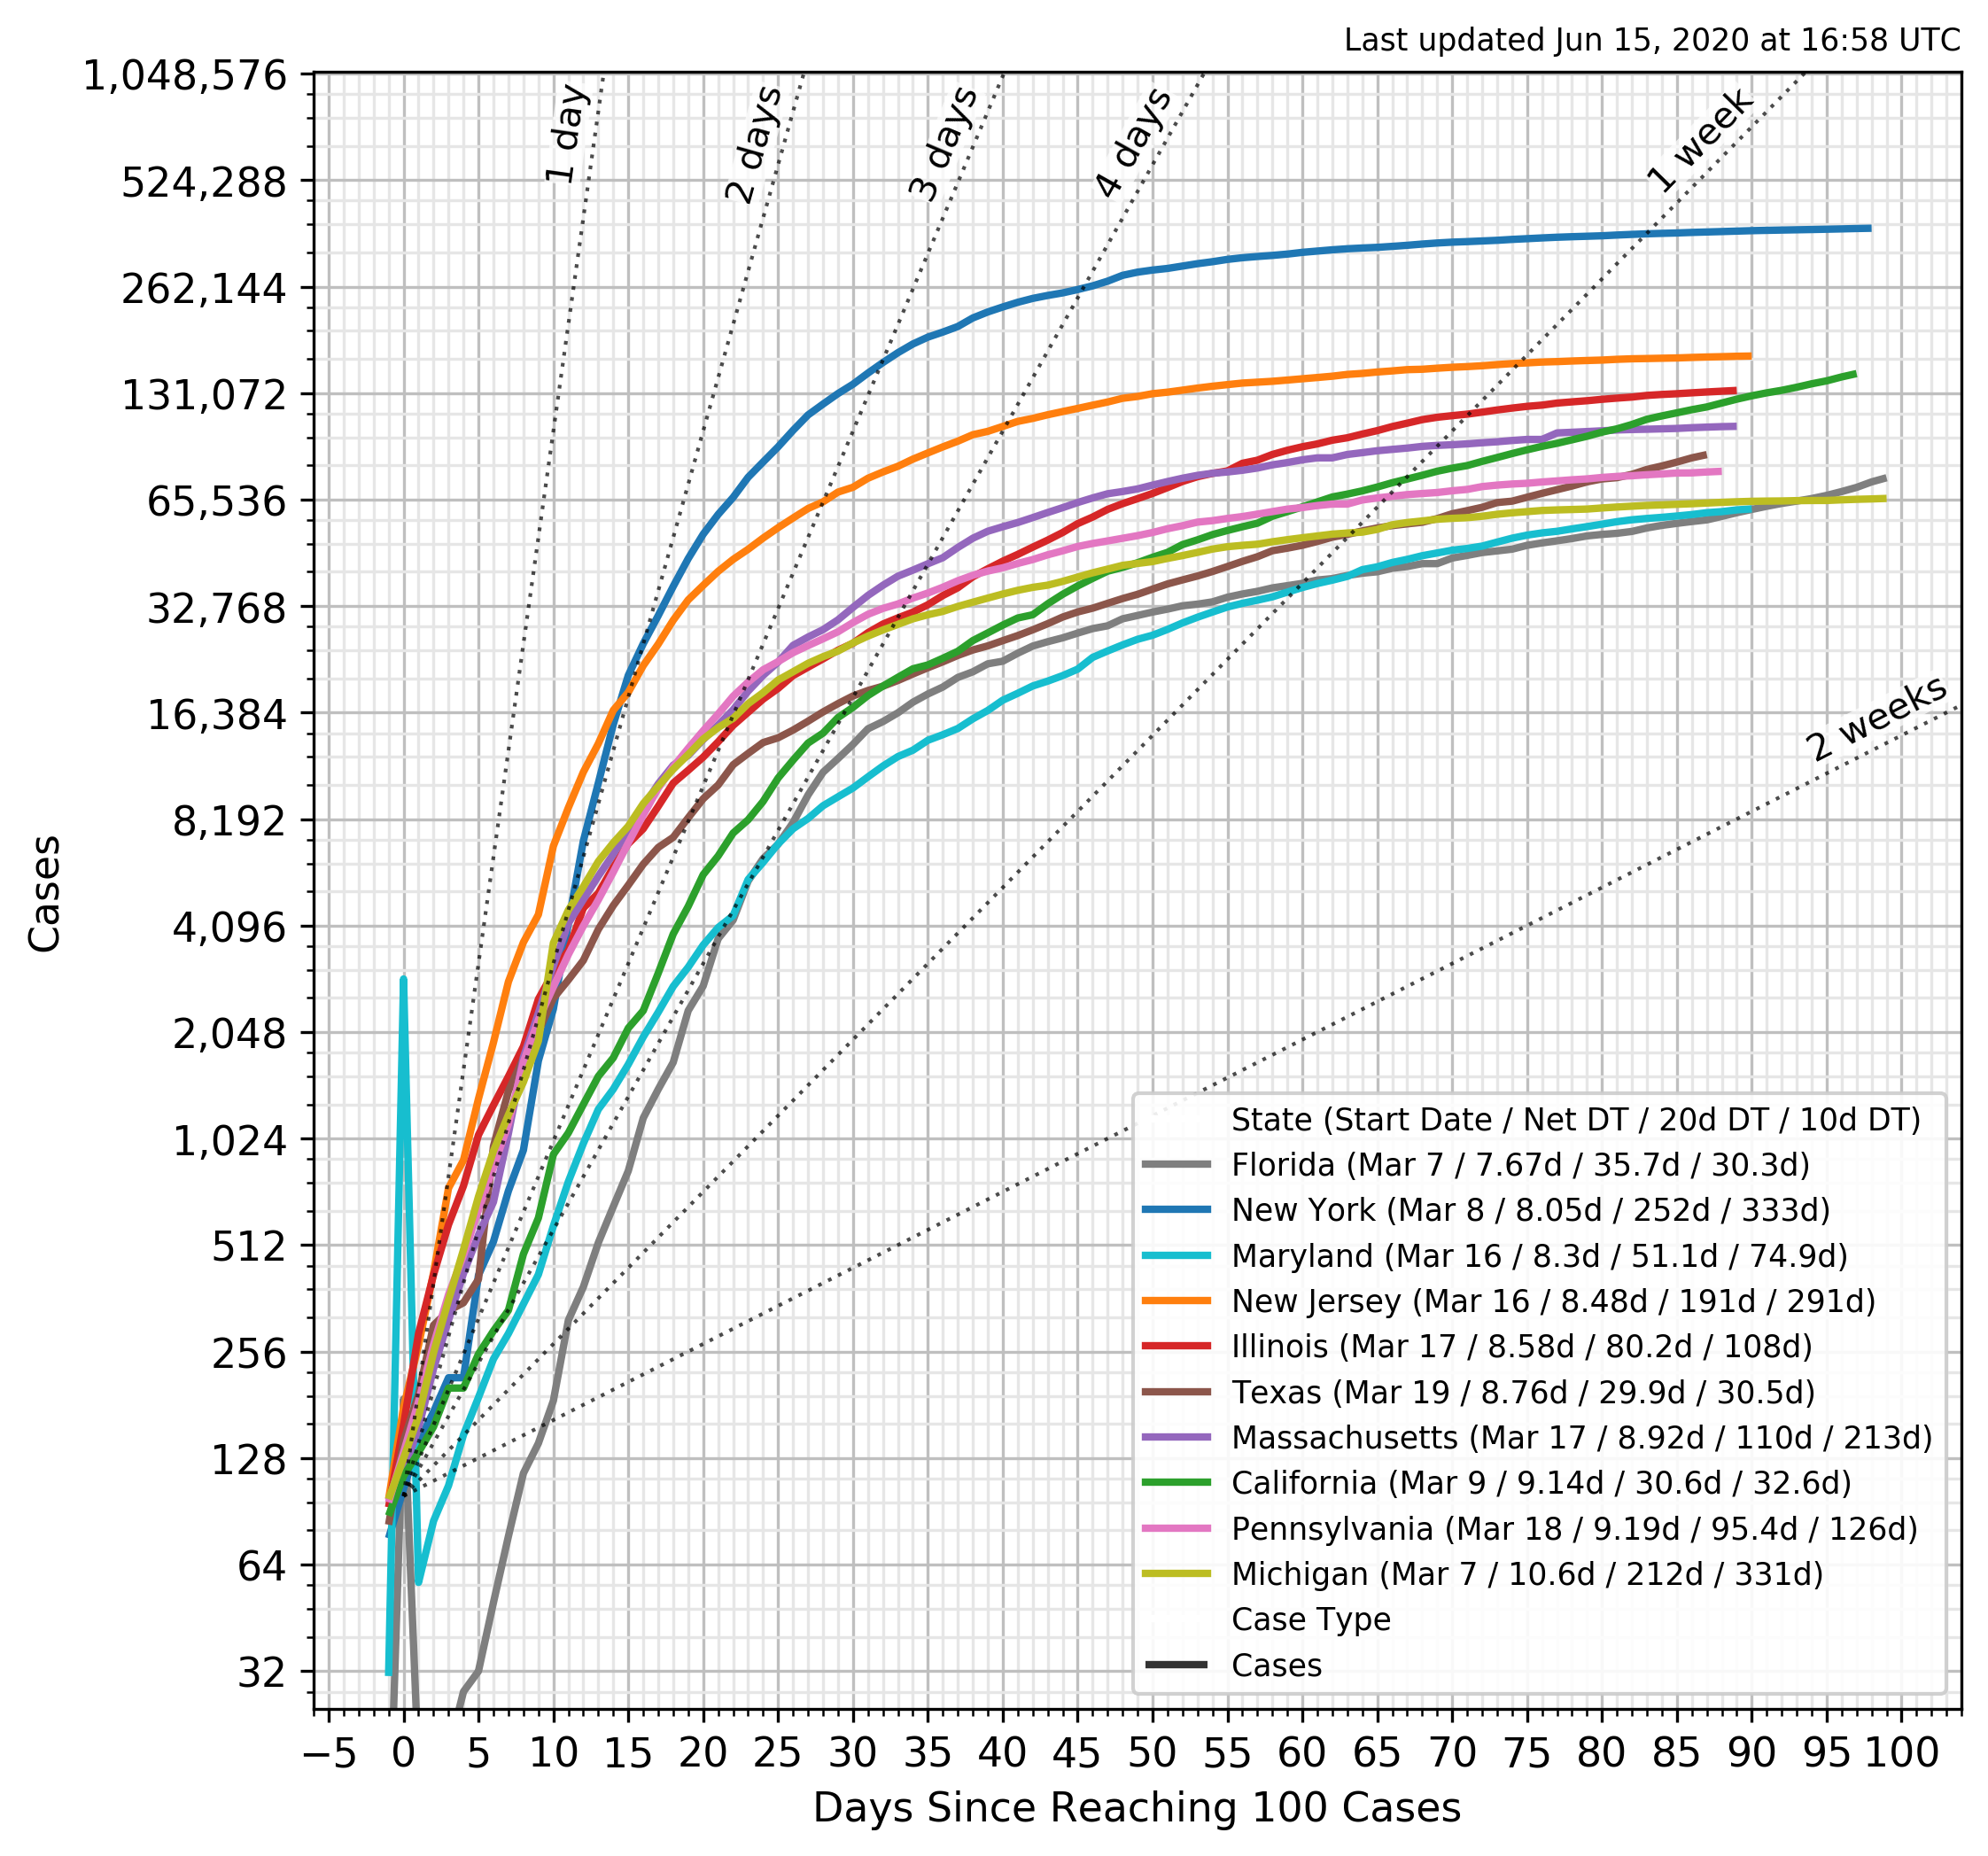 Last updated Jun 15, 2020 at 16:58 UTC
1,048,576
524,288
262,144
131,072
65,536
32,768
16,384
8,192
4,096
2,048
1,024
512
256
128
64
32
Cases
1 day
2 days
3 days
4 days
1 week
2 weeks
State (Start Date / Net DT / 20d DT / 10d DT)
Florida (Mar 7 / 7.67d / 35.7d / 30.3d)
New York (Mar 8 / 8.05d / 252d / 333d)
Maryland (Mar 16 / 8.3d / 51.1d / 74.9d)
New Jersey (Mar 16 / 8.48d / 191d / 291d)
Illinois (Mar 17 / 8.58d / 80.2d / 108d)
Texas (Mar 19 / 8.76d / 29.9d / 30.5d)
Massachusetts (Mar 17 / 8.92d / 110d / 213d)
California (Mar 9 / 9.14d / 30.6d / 32.6d)
Pennsylvania (Mar 18 / 9.19d / 95.4d / 126d)
Michigan (Mar 7 / 10.6d / 212d / 331d)
Case Type
Cases
−5 0 5 10 15 20 25 30 35 40 45 50 55 60 65 70 75 80 85 90 95 100
Days Since Reaching 100 Cases